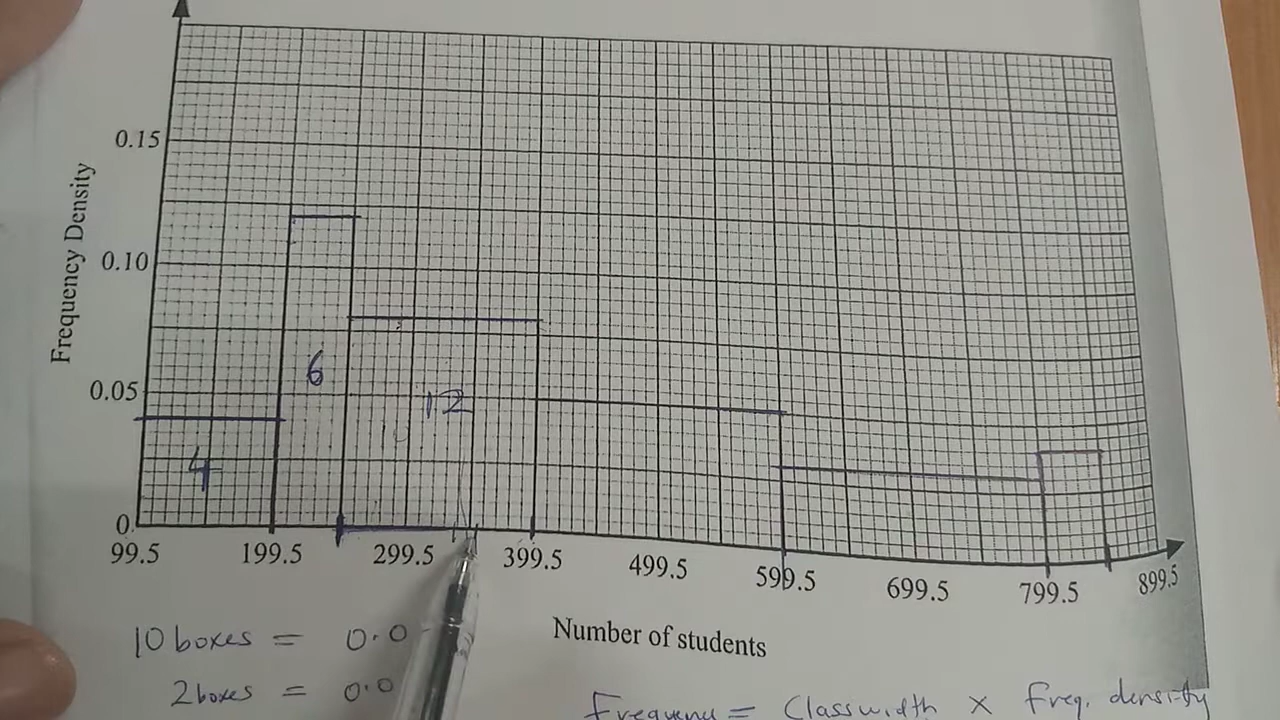 0.15
0.10
0.05
0
Frequency Density
6
12
4
99.5 199.5 299.5 399.5 499.5 599.5 699.5 799.5 899.5
Number of students
10 boxes = 0.0
2 boxes = 0.0
Frequency = Classwidth x freq. density